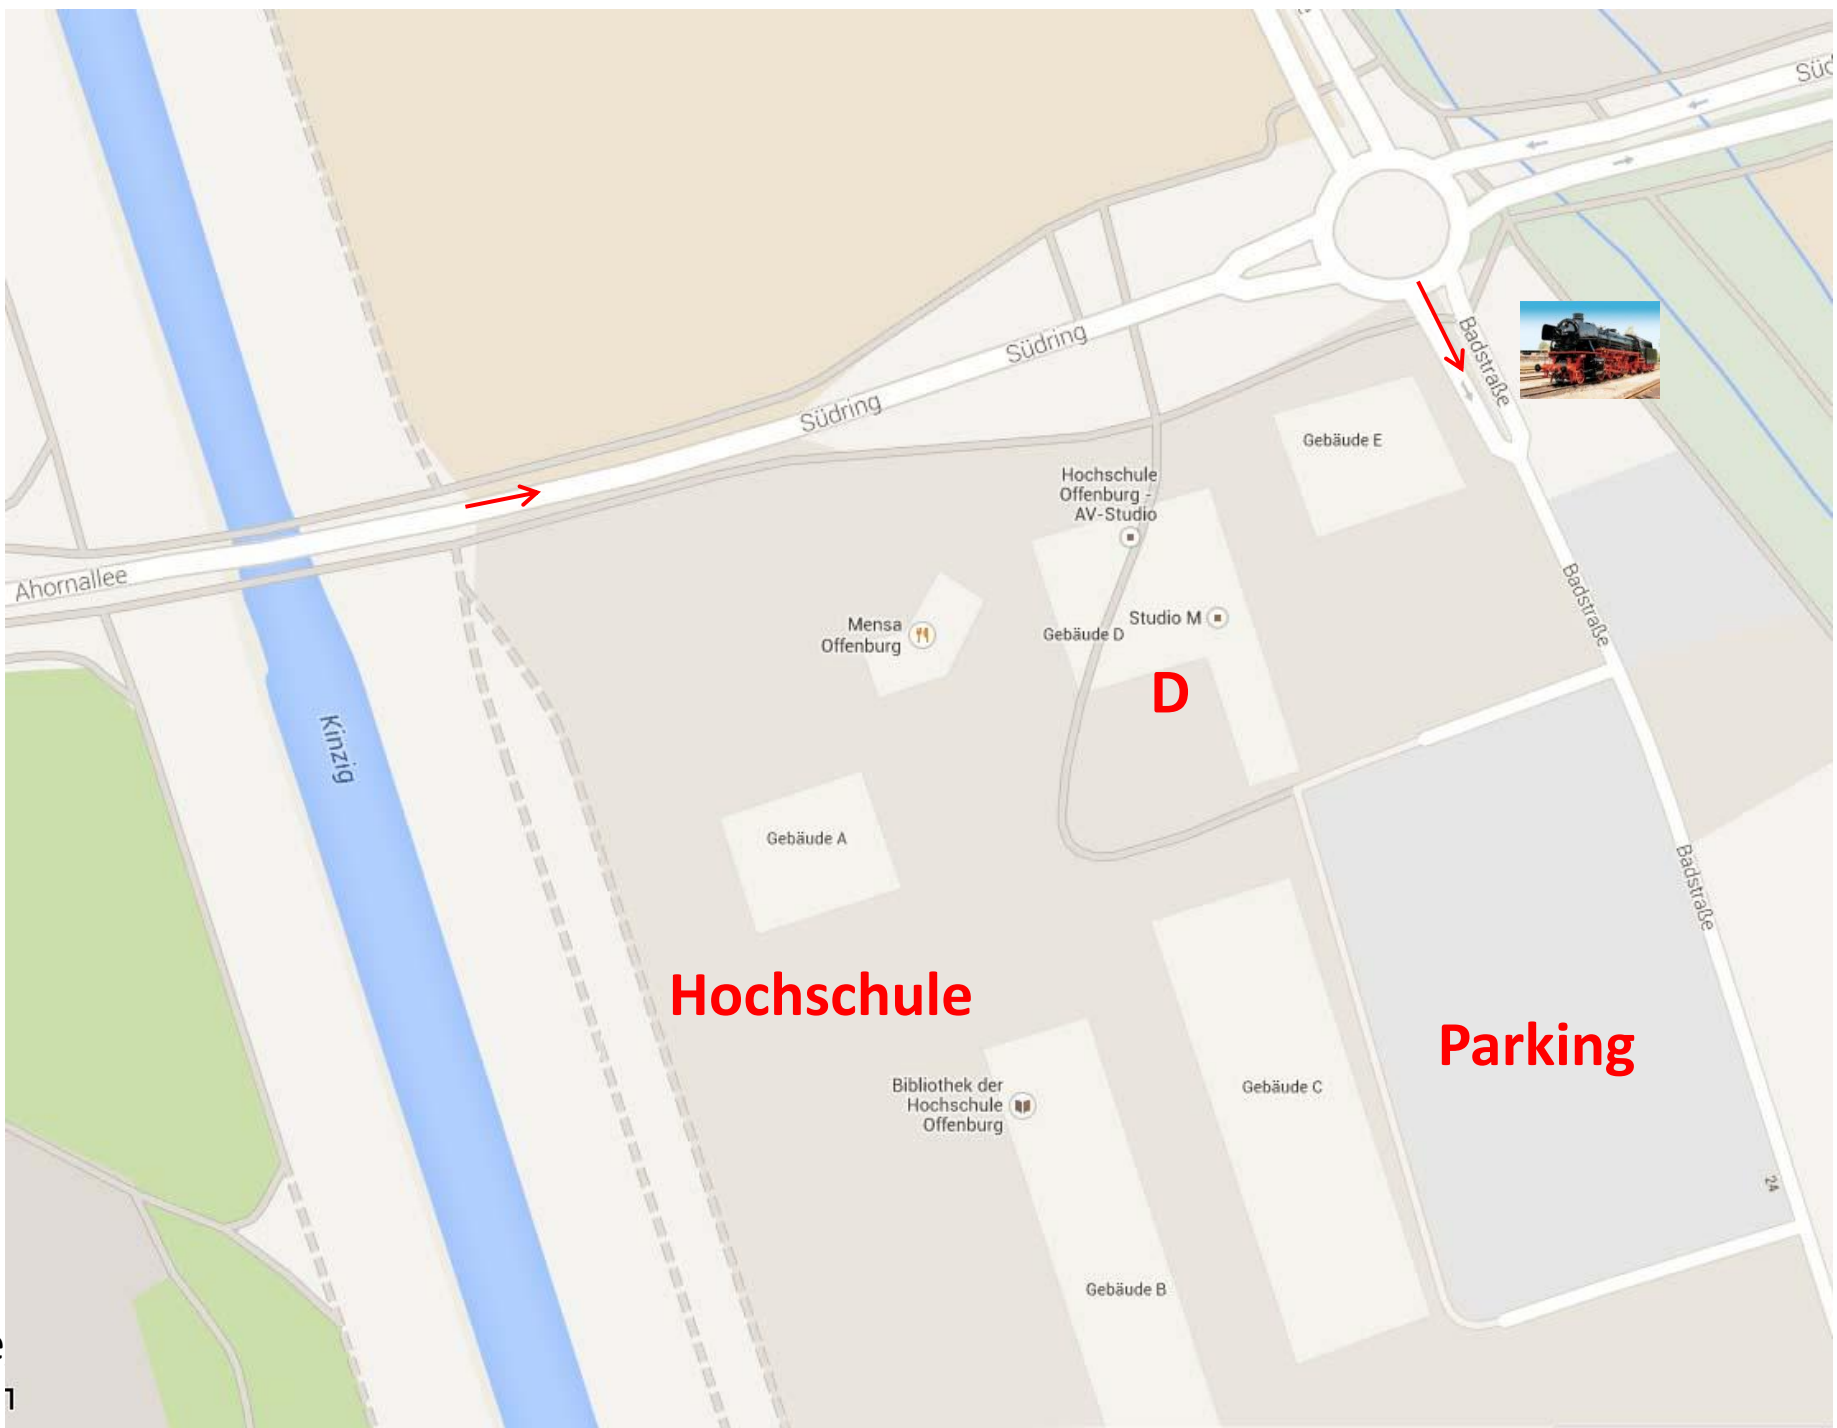 Süd
Südring
Badstraße
Südring
Gebäude E
Hochschule
Offenburg -
AV-Studio
Ahornallee
Badstraße
Mensa
Offenburg
Studio M
Gebäude D
D
Kinzig
Gebäude A
Badstraße
Hochschule
Parking
Bibliothek der
Hochschule
Offenburg
Gebäude C
24
Gebäude B